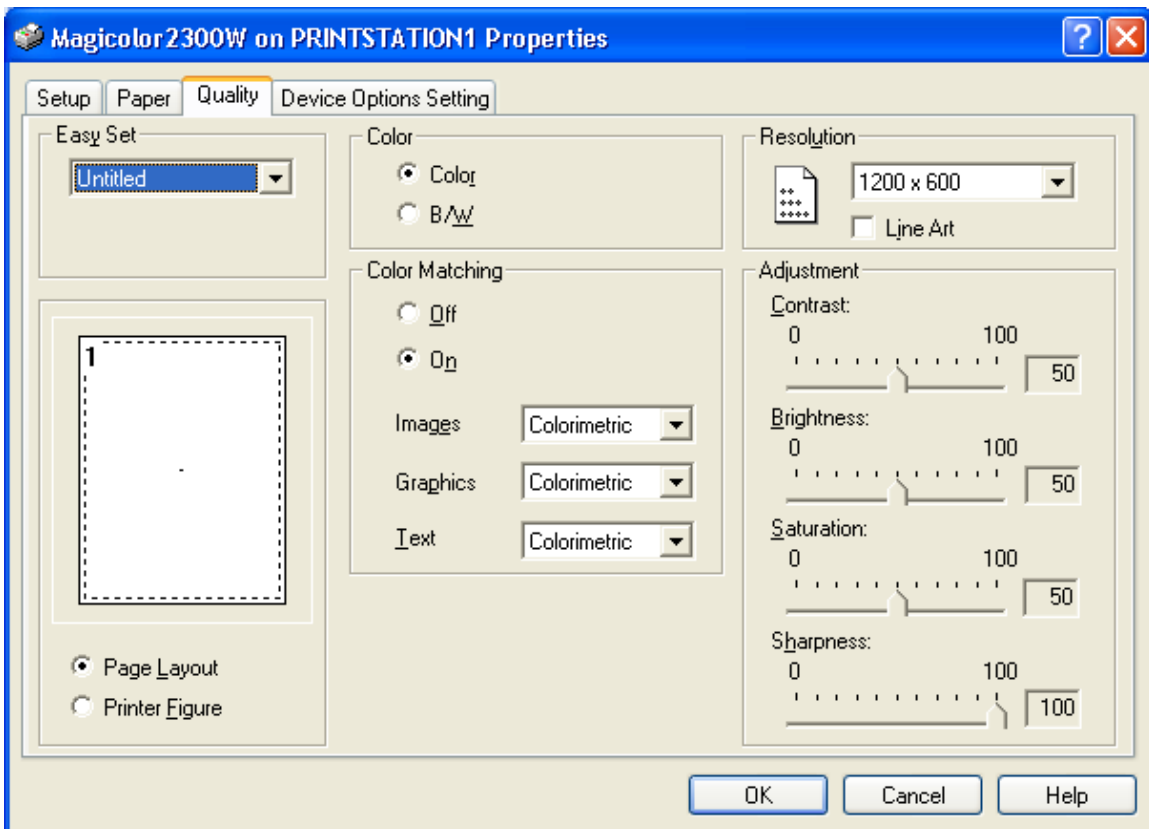 Magicolor2300W on PRINTSTATION1 Properties
Setup
Paper
Quality
Device Options Setting
Easy Set
Untitled
1
Page Layout
Printer Figure
Color
Color
B/W
Color Matching
Off
On
Images
Colorimetric
Graphics
Colorimetric
Text
Colorimetric
Resolution
1200 x 600
Line Art
Adjustment
Contrast:
0 100
50
Brightness:
0 100
50
Saturation:
0 100
50
Sharpness:
0 100
100
OK
Cancel
Help